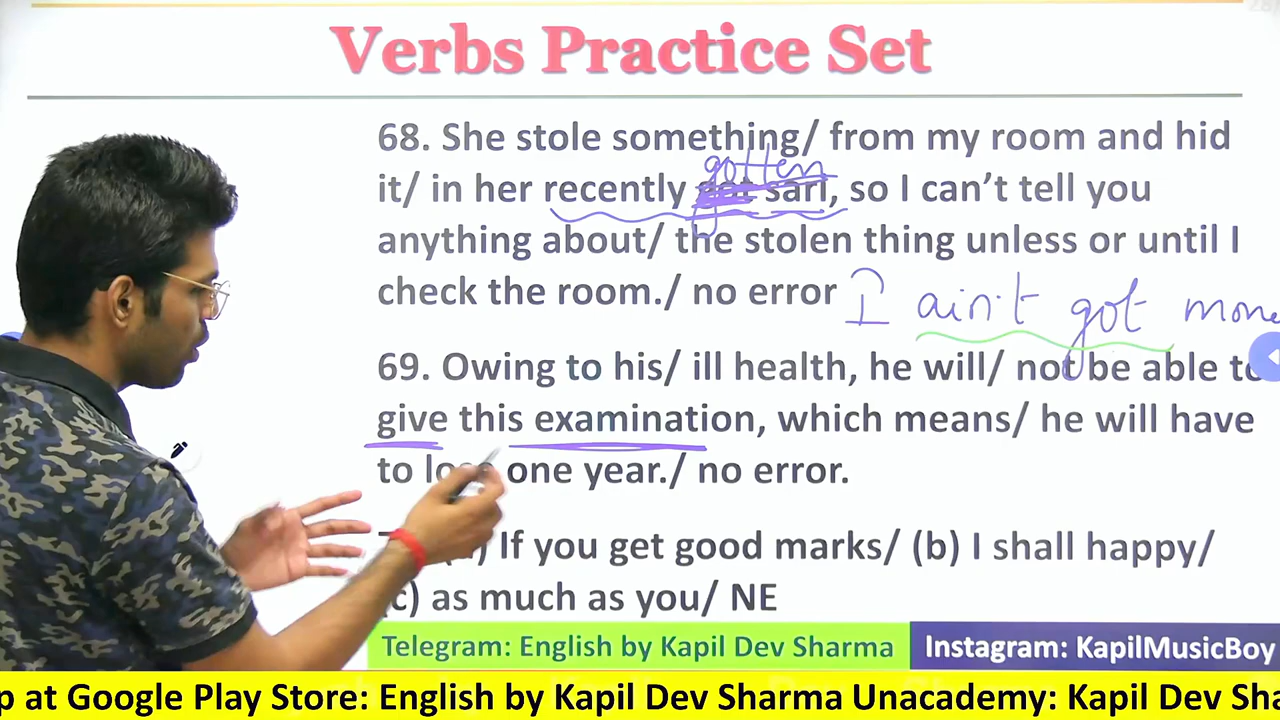 Verbs Practice Set
68. She stole something/ from my room and hid
gotten
it/ in her recently got sari, so I can’t tell you
anything about/ the stolen thing unless or until I
check the room./ no error
I ain't got mone
69. Owing to his/ ill health, he will/ not be able to
give this examination, which means/ he will have
to lose one year./ no error.
If you get good marks/ (b) I shall happy/
(c) as much as you/ NE
Telegram: English by Kapil Dev Sharma
Instagram: KapilMusicBoy
p at Google Play Store: English by Kapil Dev Sharma Unacademy: Kapil Dev Sha